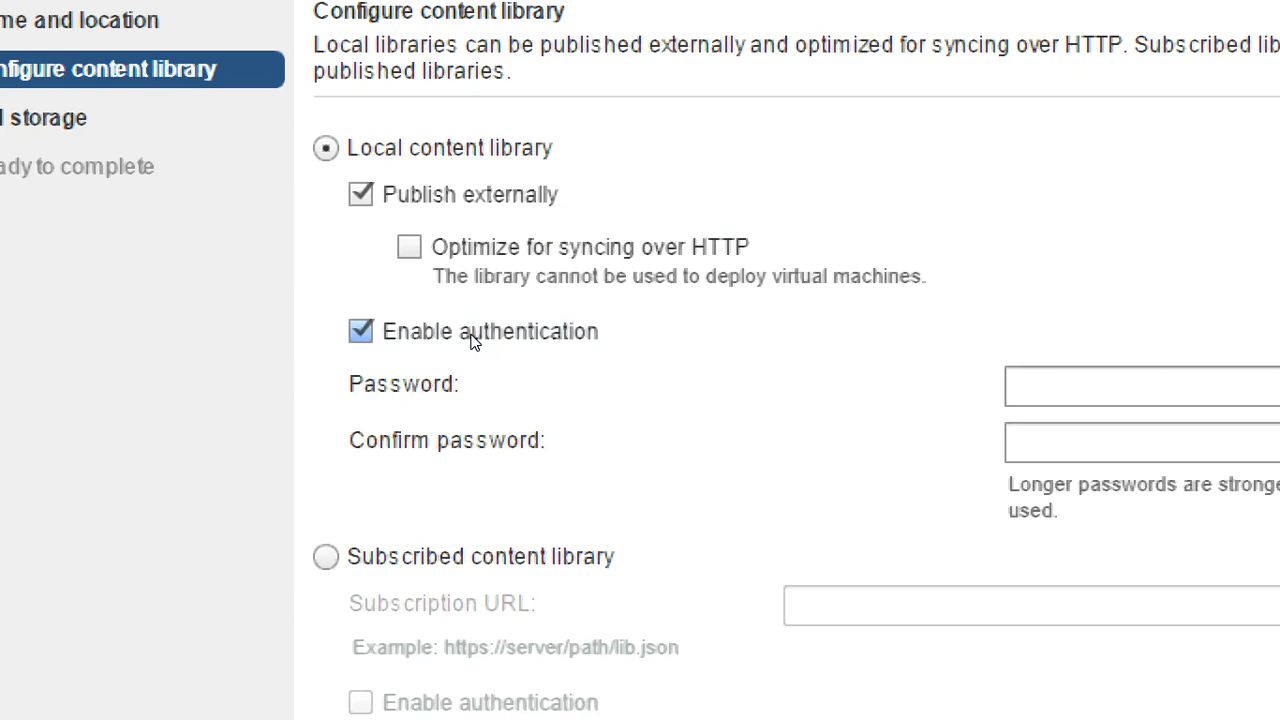 me and location
Configure content library
Local libraries can be published externally and optimized for syncing over HTTP. Subscribed lib
nfigure content library
published libraries.
storage
ady to complete
Local content library
Publish externally
Optimize for syncing over HTTP
The library cannot be used to deploy virtual machines.
Enable authentication
Password:
Confirm password:
Longer passwords are stronge
used.
Subscribed content library
Subscription URL:
Example: https://server/path/lib.json
Enable authentication